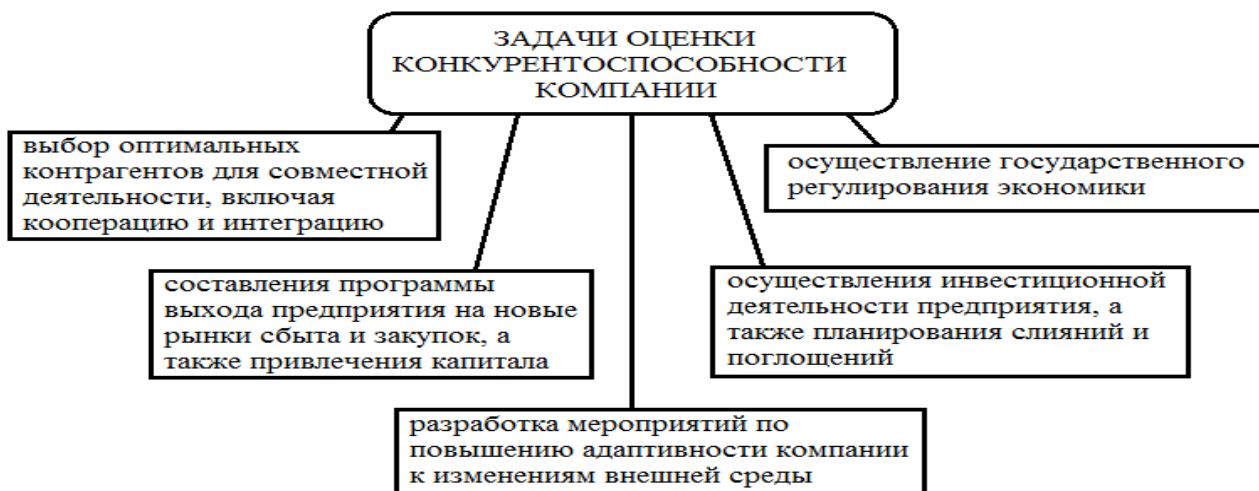 ЗАДАЧИ ОЦЕНКИ
КОНКУРЕНТОСПОСОБНОСТИ
КОМПАНИИ
выбор оптимальных
контрагентов для совместной
деятельности, включая
кооперацию и интеграцию
осуществление государственного
регулирования экономики
составления программы
выхода предприятия на новые
рынки сбыта и закупок, а
также привлечения капитала
осуществления инвестиционной
деятельности предприятия, а
также планирования слияний и
поглощений
разработка мероприятий по
повышению адаптивности компании
к изменениям внешней среды